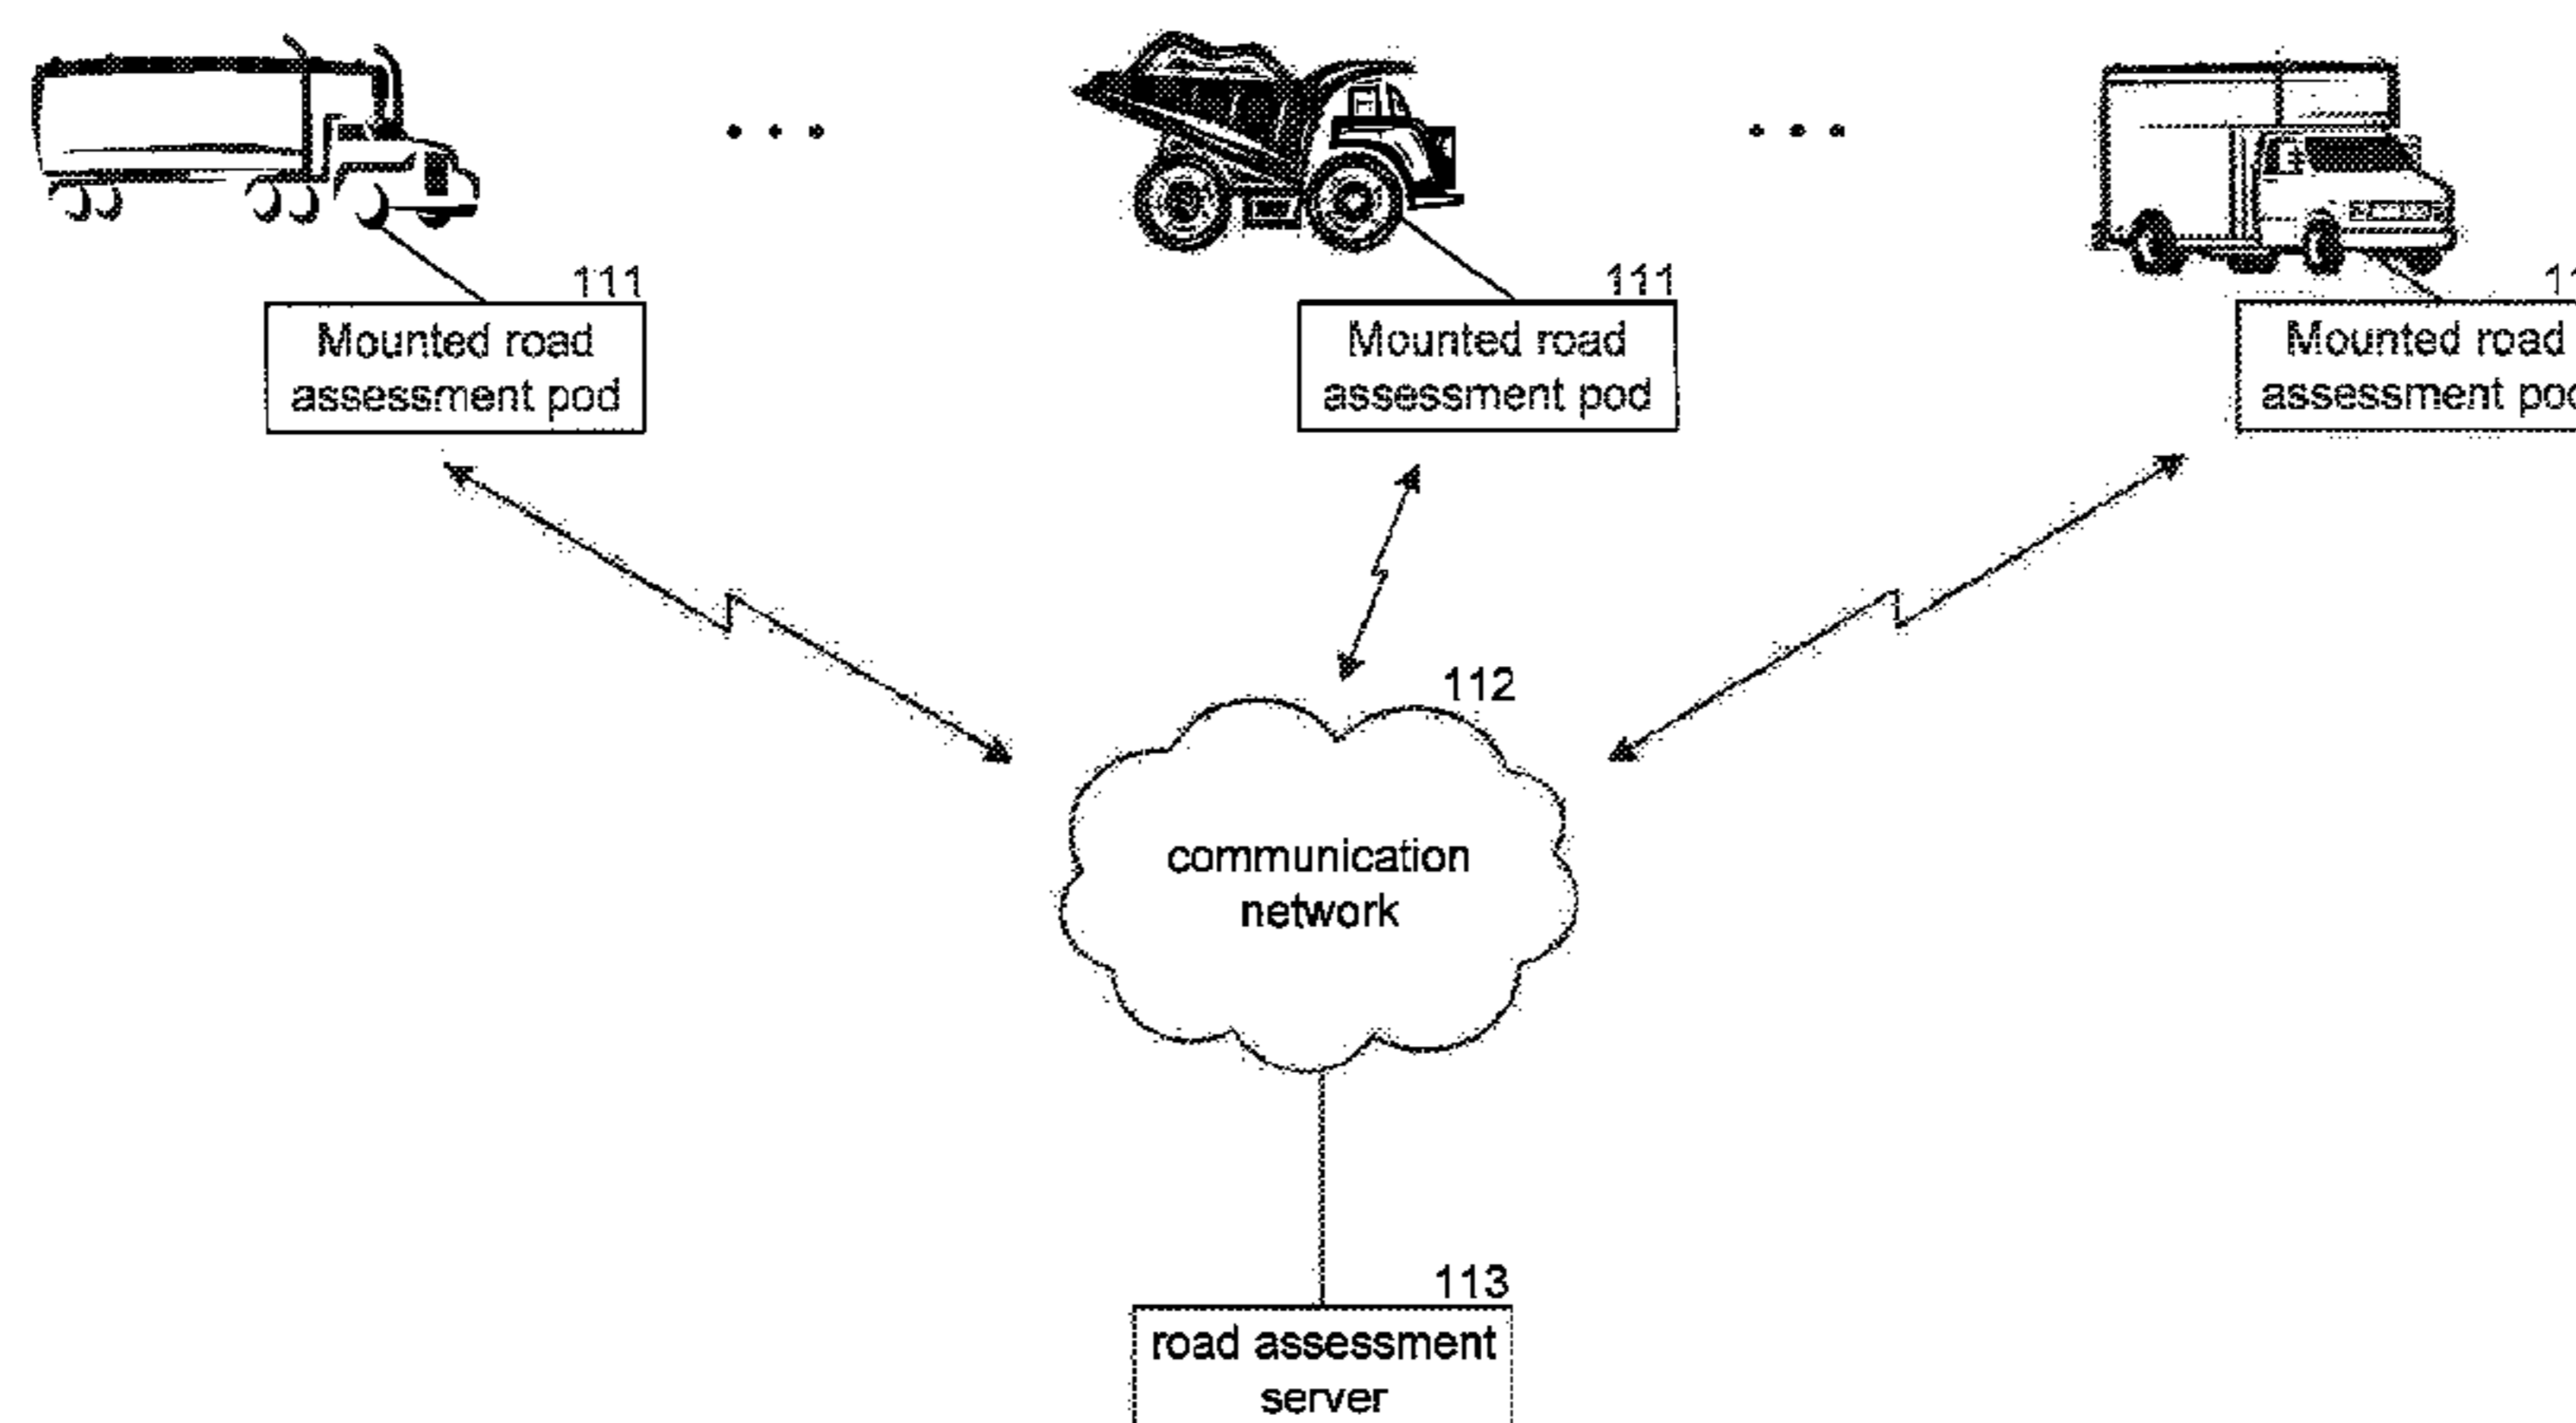 111
111
Mounted road
assessment pod
Mounted road
assessment pod
Mounted road
assessment
112
communication
network
113
road assessment
server